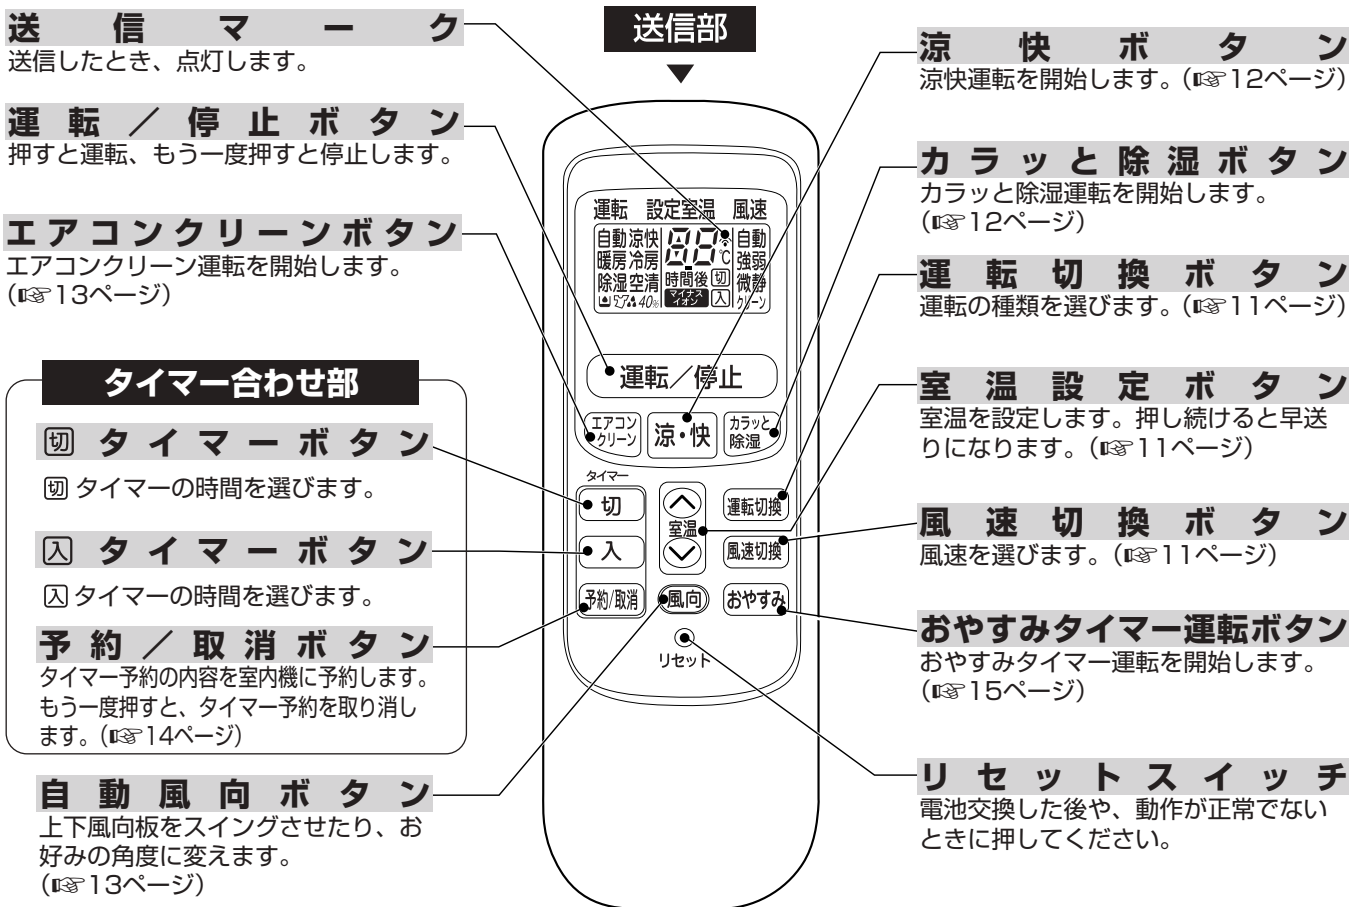 送信部
送信マーク
送信したとき、点灯します。
運転／停止ボタン
押すと運転、もう一度押すと停止します。
エアコンクリーンボタン
エアコンクリーン運転を開始します。
(☞13ページ)
タイマー合わせ部
切 タイマーボタン
切 タイマーの時間を選びます。
入 タイマーボタン
入 タイマーの時間を選びます。
予約／取消ボタン
タイマー予約の内容を室内機に予約します。
もう一度押すと、タイマー予約を取り消し
ます。(☞14ページ)
自動風向ボタン
上下風向板をスイングさせたり、お
好みの角度に変えます。
(☞13ページ)
運転 設定室温 風速
自動 涼快 88 ℃ 自動
暖房 冷房 強弱
除湿 空清 時間後 切 微静
40% マイナスイオン 入 クリーン
運転／停止
エアコン
クリーン
涼・快
カラッと
除湿
タイマー
切
室温
運転切換
入
風速切換
予約/取消
風向
おやすみ
リセット
涼快ボタン
涼快運転を開始します。(☞12ページ)
カラッと除湿ボタン
カラッと除湿運転を開始します。
(☞12ページ)
運転切換ボタン
運転の種類を選びます。(☞11ページ)
室温設定ボタン
室温を設定します。押し続けると早送
りになります。(☞11ページ)
風速切換ボタン
風速を選びます。(☞11ページ)
おやすみタイマー運転ボタン
おやすみタイマー運転を開始します。
(☞15ページ)
リセットスイッチ
電池交換した後や、動作が正常でない
ときに押してください。